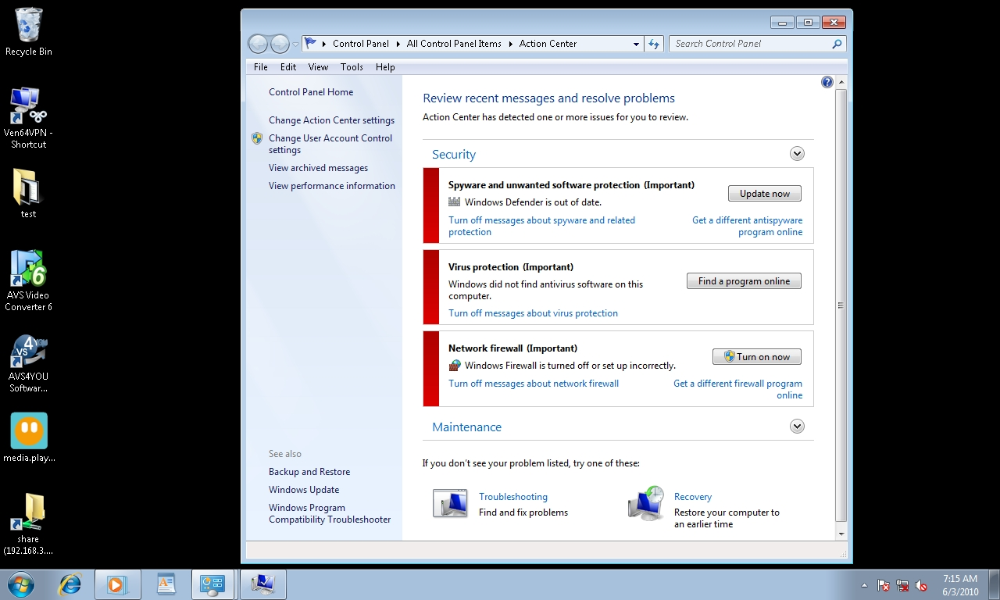 Recycle Bin
Ven64VPN -
Shortcut
test
AVS Video
Converter 6
AVS4YOU
Softwar...
media.play...
share
(192.168.3....
Control Panel
All Control Panel Items
Action Center
Search Control Panel
File Edit View Tools Help
Control Panel Home
Change Action Center settings
Change User Account Control
settings
View archived messages
View performance information
See also
Backup and Restore
Windows Update
Windows Program
Compatibility Troubleshooter
Review recent messages and resolve problems
Action Center has detected one or more issues for you to review.
Security
Spyware and unwanted software protection (Important)
Update now
Windows Defender is out of date.
Turn off messages about spyware and related
protection
Get a different antispyware
program online
Virus protection (Important)
Windows did not find antivirus software on this
computer.
Find a program online
Turn off messages about virus protection
Network firewall (Important)
Turn on now
Windows Firewall is turned off or set up incorrectly.
Turn off messages about network firewall
Get a different firewall program
online
Maintenance
If you don't see your problem listed, try one of these:
Troubleshooting
Find and fix problems
Recovery
Restore your computer to
an earlier time
7:15 AM
6/3/2010